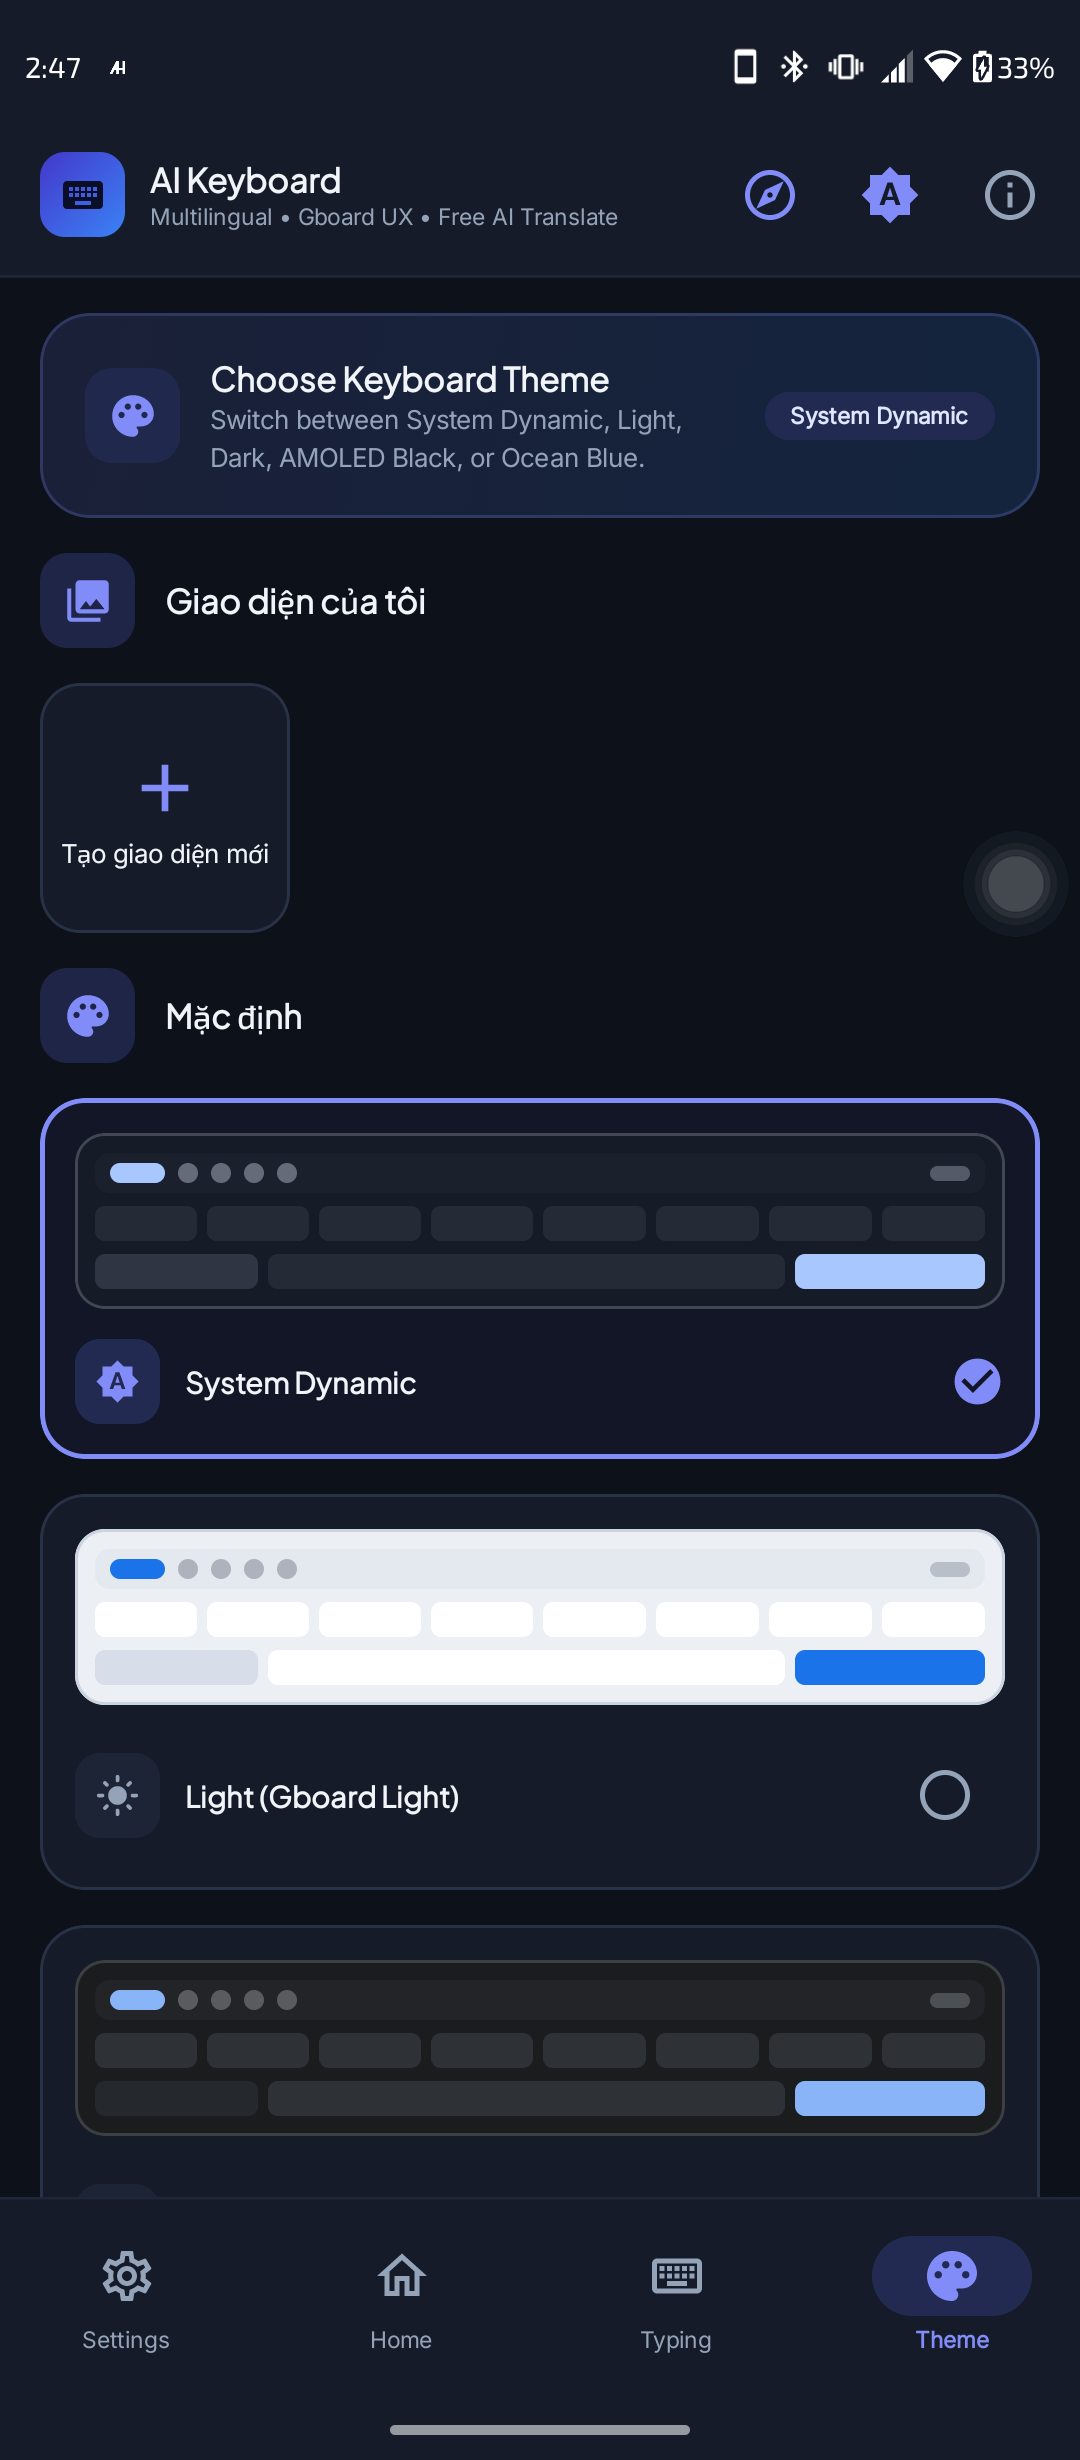 2:47
33%
AI Keyboard
Multilingual • Gboard UX • Free AI Translate
A
Choose Keyboard Theme
Switch between System Dynamic, Light,
Dark, AMOLED Black, or Ocean Blue.
System Dynamic
Giao diện của tôi
Tạo giao diện mới
Mặc định
A
System Dynamic
Light (Gboard Light)
Settings
Home
Typing
Theme